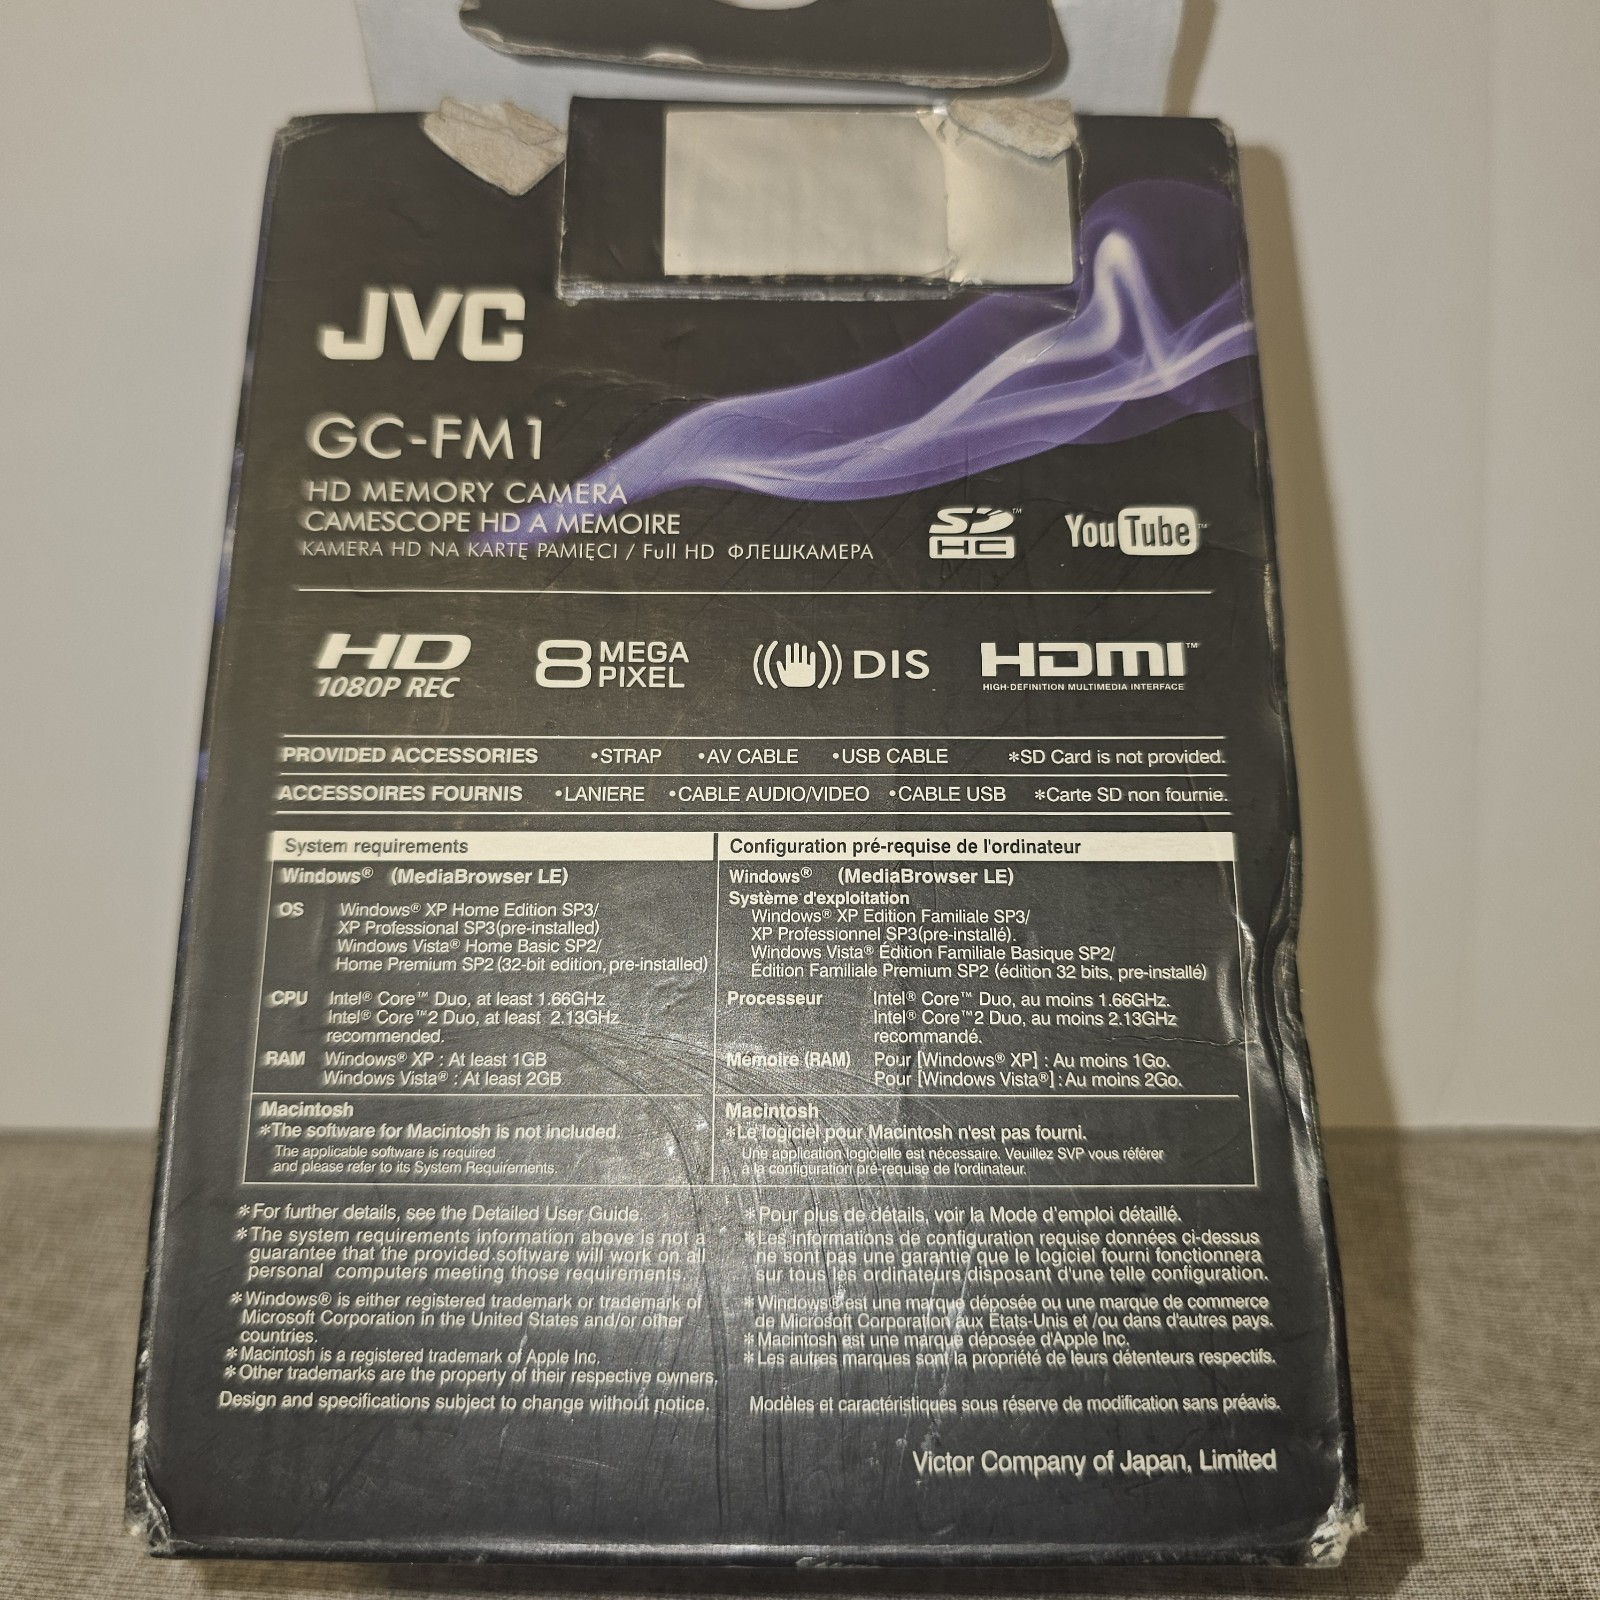 JVC
GC-FM1
HD MEMORY CAMERA
CAMESCOPE HD A MEMOIRE
KAMERA HD NA KARTĘ PAMIĘCI / Full HD ФЛЕШКАМЕРА
SD HC™
YouTube™
HD 1080P REC
8 MEGA PIXEL
DIS
HDMI™
HIGH-DEFINITION MULTIMEDIA INTERFACE
PROVIDED ACCESSORIES •STRAP •AV CABLE •USB CABLE *SD Card is not provided.
ACCESSOIRES FOURNIS •LANIERE •CABLE AUDIO/VIDEO •CABLE USB *Carte SD non fournie.
System requirements
Windows® (MediaBrowser LE)
OS Windows® XP Home Edition SP3/
XP Professional SP3(pre-installed)
Windows Vista® Home Basic SP2/
Home Premium SP2 (32-bit edition, pre-installed)
CPU Intel® Core™ Duo, at least 1.66GHz
Intel® Core™2 Duo, at least 2.13GHz
recommended.
RAM Windows® XP : At least 1GB
Windows Vista® : At least 2GB
Macintosh
*The software for Macintosh is not included.
The applicable software is required
and please refer to its System Requirements.
Configuration pré-requise de l'ordinateur
Windows® (MediaBrowser LE)
Système d'exploitation
Windows® XP Edition Familiale SP3/
XP Professionnel SP3(pre-installé).
Windows Vista® Édition Familiale Basique SP2/
Édition Familiale Premium SP2 (édition 32 bits, pre-installé)
Processeur Intel® Core™ Duo, au moins 1.66GHz.
Intel® Core™2 Duo, au moins 2.13GHz
recommandé.
Mémoire (RAM) Pour [Windows® XP] : Au moins 1Go.
Pour [Windows Vista®] : Au moins 2Go.
Macintosh
*Le logiciel pour Macintosh n'est pas fourni.
Une application logicielle est nécessaire. Veuillez SVP vous référer
à la configuration pré-requise de l'ordinateur.
*For further details, see the Detailed User Guide.
*The system requirements information above is not a
guarantee that the provided software will work on all
personal computers meeting those requirements.
*Windows® is either registered trademark or trademark of
Microsoft Corporation in the United States and/or other
countries.
*Macintosh is a registered trademark of Apple Inc.
*Other trademarks are the property of their respective owners,
Design and specifications subject to change without notice.
*Pour plus de détails, voir la Mode d'emploi détaillé.
*Les informations de configuration requise données ci-dessus
ne sont pas une garantie que le logiciel fourni fonctionnera
sur tous les ordinateurs disposant d'une telle configuration.
*Windows® est une marque déposée ou une marque de commerce
de Microsoft Corporation aux États-Unis et /ou dans d'autres pays.
*Macintosh est une marque déposée d'Apple Inc.
*Les autres marques sont la propriété de leurs détenteurs respectifs.
Modèles et caractéristiques sous réserve de modification sans préavis.
Victor Company of Japan, Limited